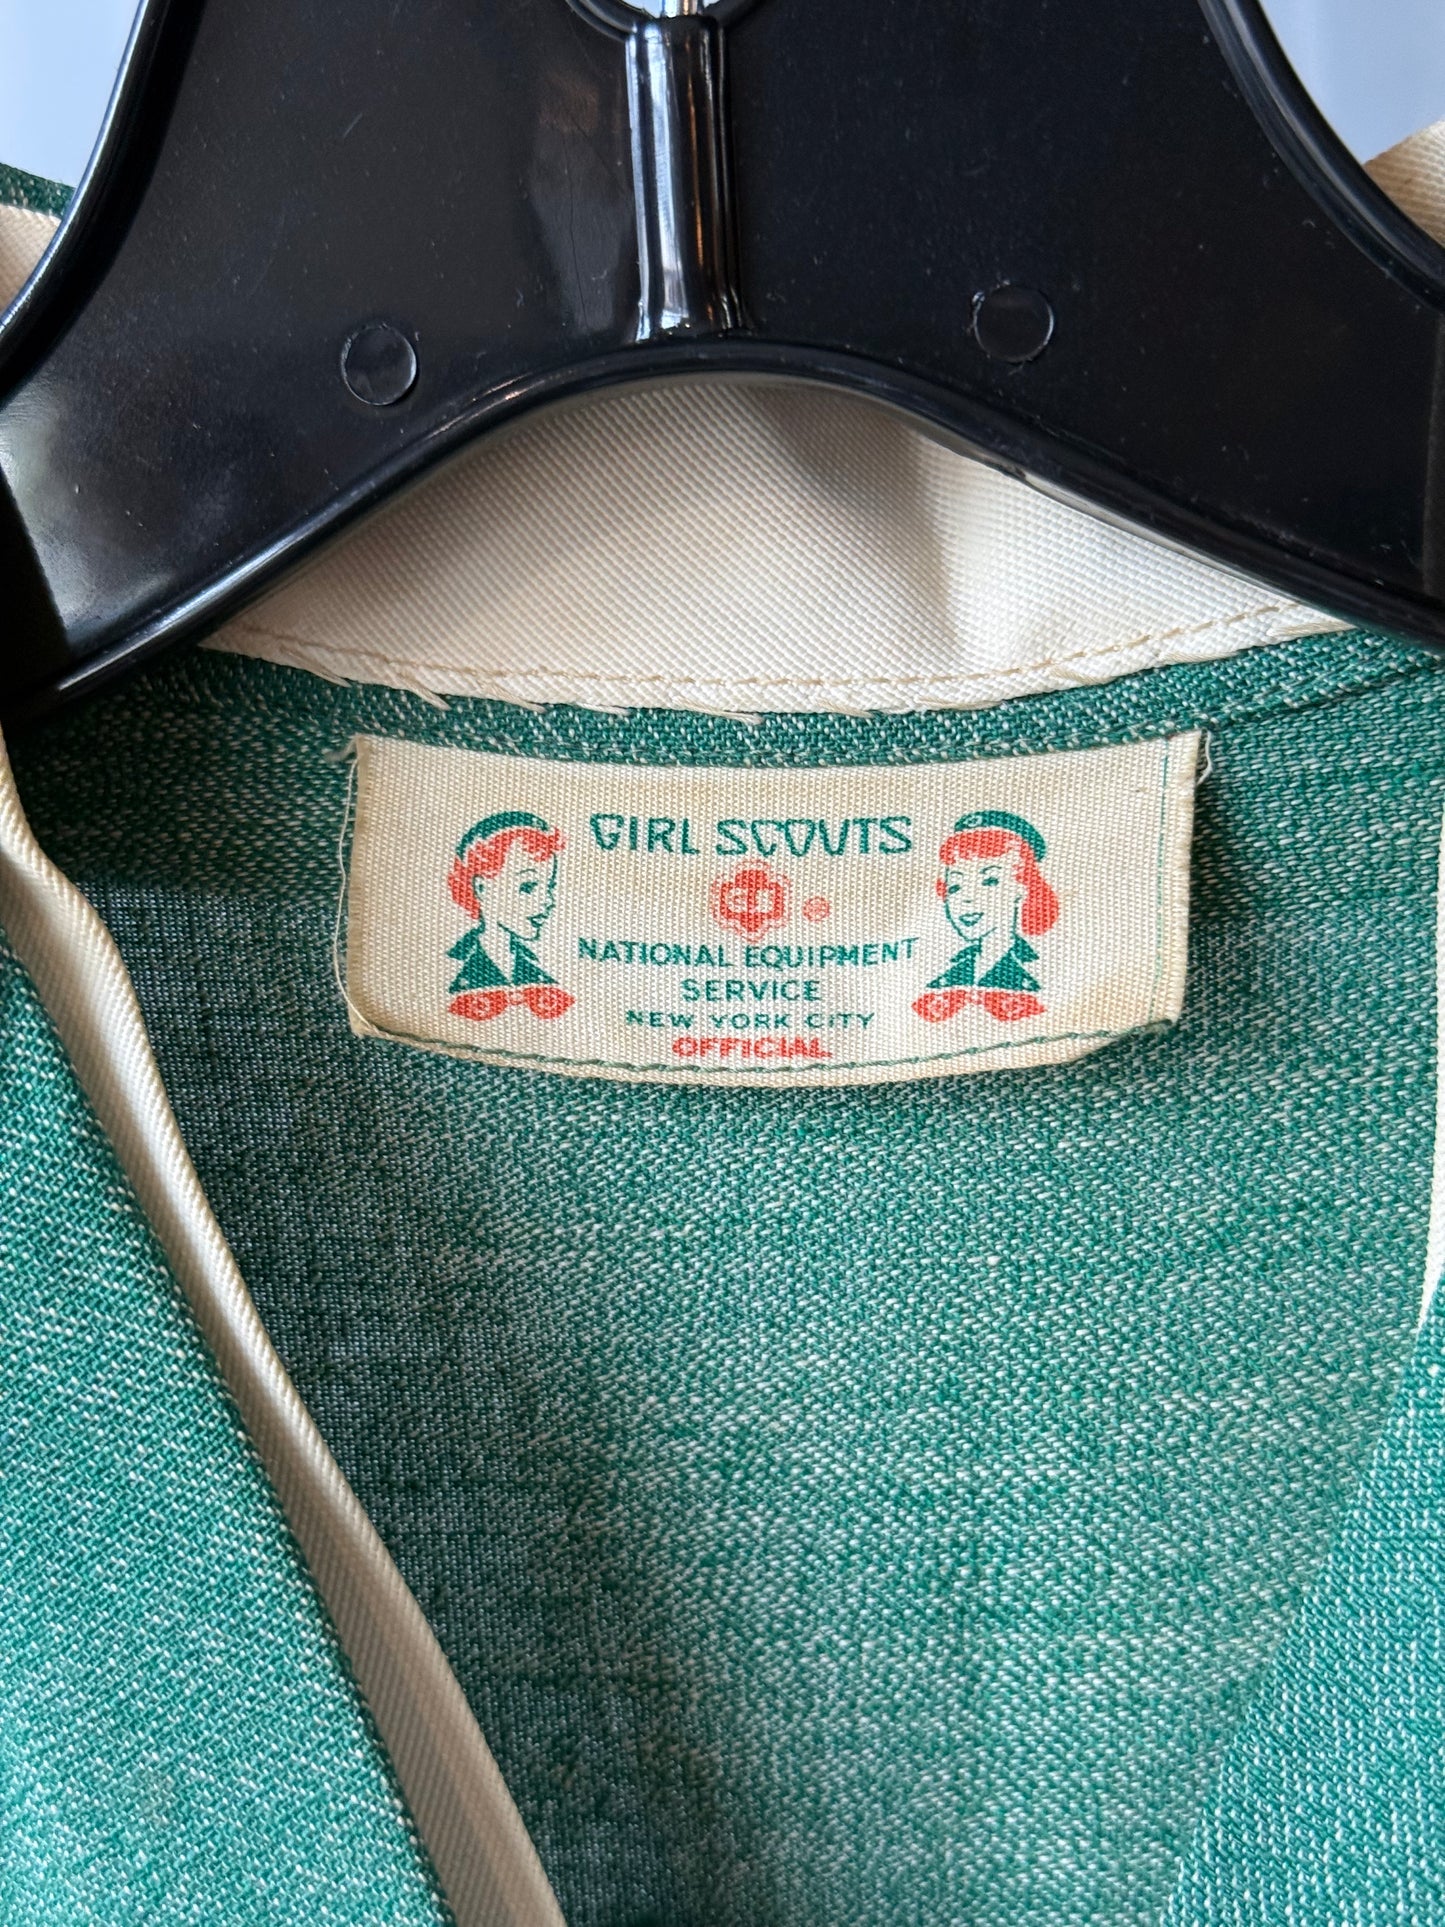 GIRL SCOUTS
NATIONAL EQUIPMENT
SERVICE
NEW YORK CITY
OFFICIAL